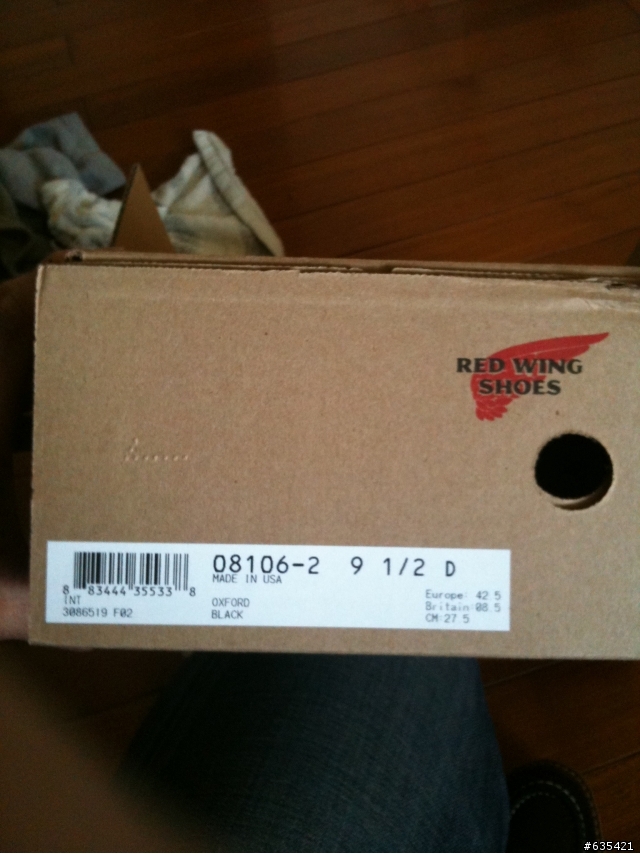 RED WING
SHOES
08106-2 9 1/2 D
MADE IN USA
8 83444 35533 8
INT
3086519 F02
OXFORD
BLACK
Europe: 42.5
Britain:08.5
CM:27.5
#635421